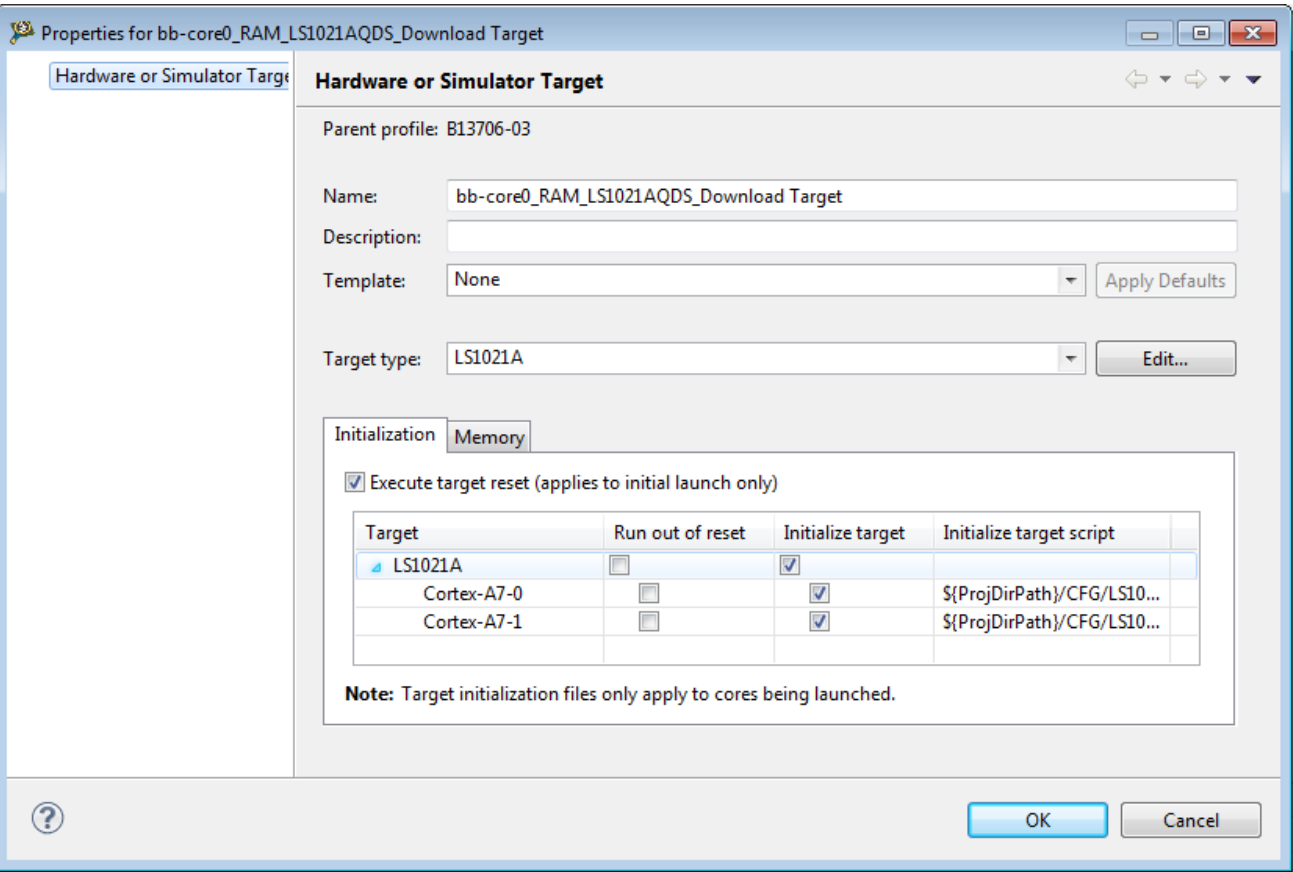 Properties for bb-core0_RAM_LS1021AQDS_Download Target
Hardware or Simulator Targe
Hardware or Simulator Target
Parent profile: B13706-03
Name: bb-core0_RAM_LS1021AQDS_Download Target
Description:
Template: None Apply Defaults
Target type: LS1021A Edit...
Initialization Memory
Execute target reset (applies to initial launch only)
Target Run out of reset Initialize target Initialize target script
LS1021A
Cortex-A7-0 ${ProjDirPath}/CFG/LS10...
Cortex-A7-1 ${ProjDirPath}/CFG/LS10...
Note: Target initialization files only apply to cores being launched.
? OK Cancel